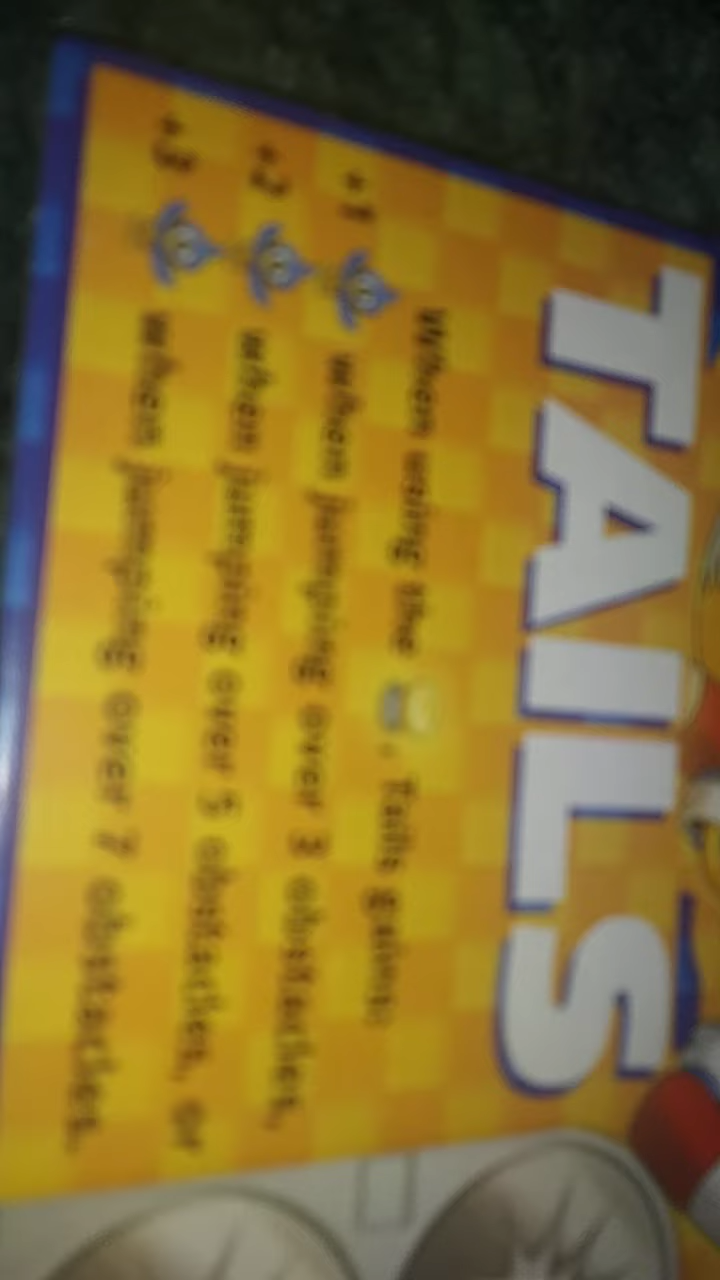 TAILS
When using the , Tails gains:
+1 when jumping over 3 obstacles,
+2 when jumping over 5 obstacles, or
+3 when jumping over 7 obstacles.